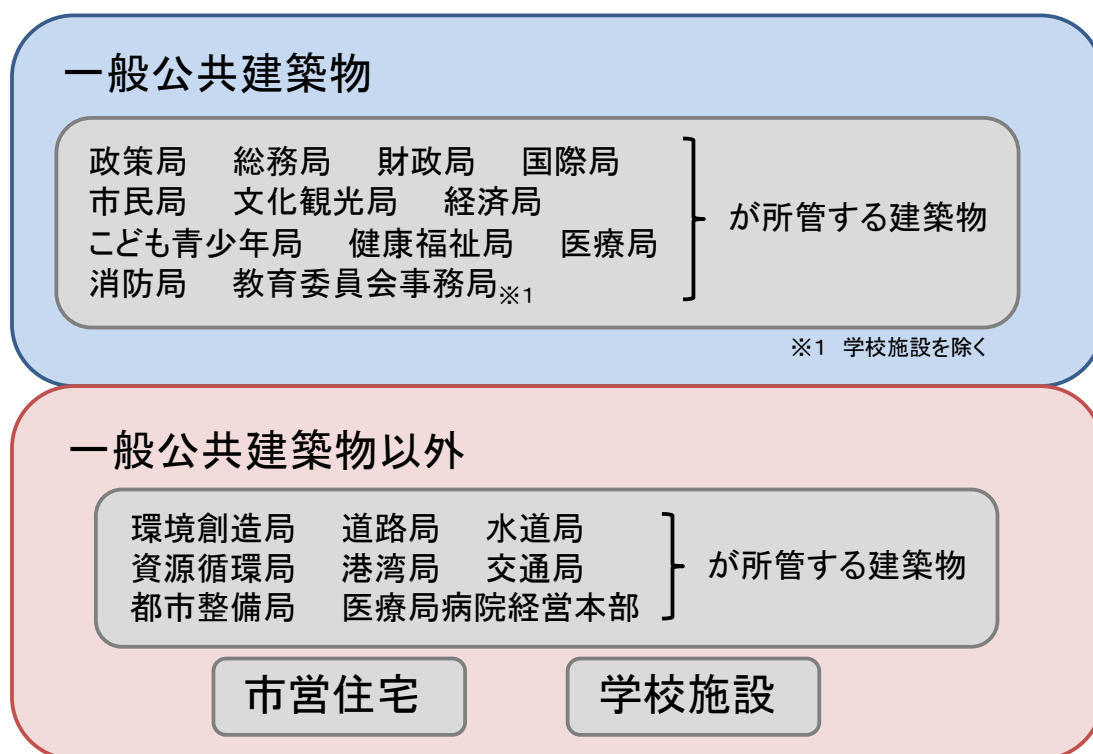 一般公共建築物
政策局 総務局 財政局 国際局
市民局 文化観光局 経済局
こども青少年局 健康福祉局 医療局
消防局 教育委員会事務局※1
が所管する建築物
※1 学校施設を除く
一般公共建築物以外
環境創造局 道路局 水道局
資源循環局 港湾局 交通局
都市整備局 医療局病院経営本部
が所管する建築物
市営住宅 学校施設